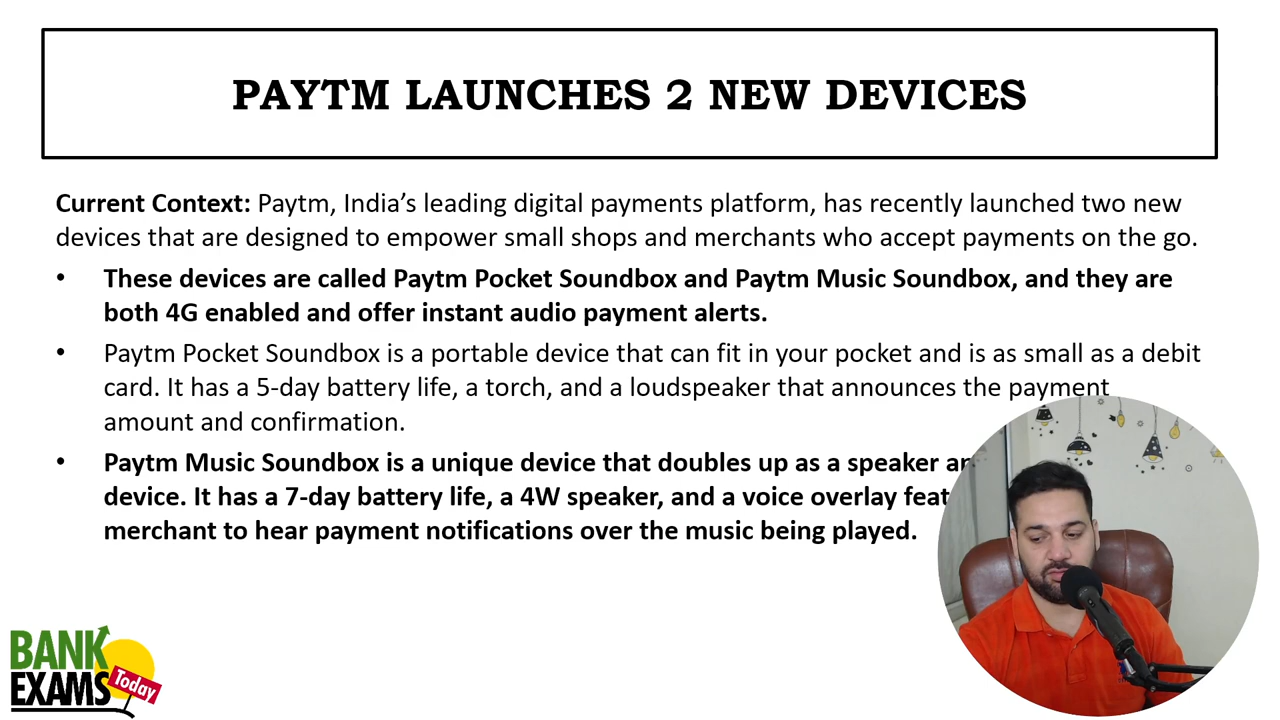 PAYTM LAUNCHES 2 NEW DEVICES
Current Context: Paytm, India’s leading digital payments platform, has recently launched two new
devices that are designed to empower small shops and merchants who accept payments on the go.
• These devices are called Paytm Pocket Soundbox and Paytm Music Soundbox, and they are
both 4G enabled and offer instant audio payment alerts.
• Paytm Pocket Soundbox is a portable device that can fit in your pocket and is as small as a debit
card. It has a 5-day battery life, a torch, and a loudspeaker that announces the payment
amount and confirmation.
• Paytm Music Soundbox is a unique device that doubles up as a speaker
device. It has a 7-day battery life, a 4W speaker, and a voice overlay
merchant to hear payment notifications over the music being played.
BANK
EXAMS
Today